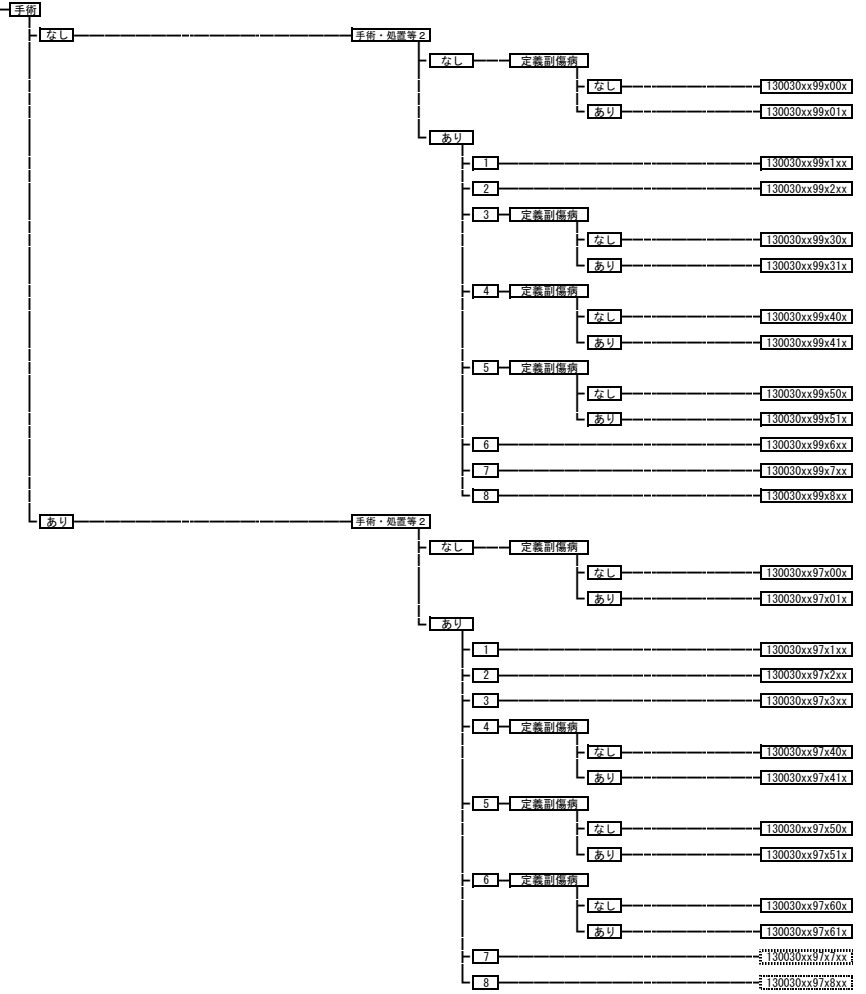 手術
なし 手術・処置等２
なし 定義副傷病
なし 130030xx99x00x
あり 130030xx99x01x
あり
1 130030xx99x1xx
2 130030xx99x2xx
3 定義副傷病
なし 130030xx99x30x
あり 130030xx99x31x
4 定義副傷病
なし 130030xx99x40x
あり 130030xx99x41x
5 定義副傷病
なし 130030xx99x50x
あり 130030xx99x51x
6 130030xx99x6xx
7 130030xx99x7xx
8 130030xx99x8xx
あり 手術・処置等２
なし 定義副傷病
なし 130030xx97x00x
あり 130030xx97x01x
あり
1 130030xx97x1xx
2 130030xx97x2xx
3 130030xx97x3xx
4 定義副傷病
なし 130030xx97x40x
あり 130030xx97x41x
5 定義副傷病
なし 130030xx97x50x
あり 130030xx97x51x
6 定義副傷病
なし 130030xx97x60x
あり 130030xx97x61x
7 130030xx97x7xx
8 130030xx97x8xx